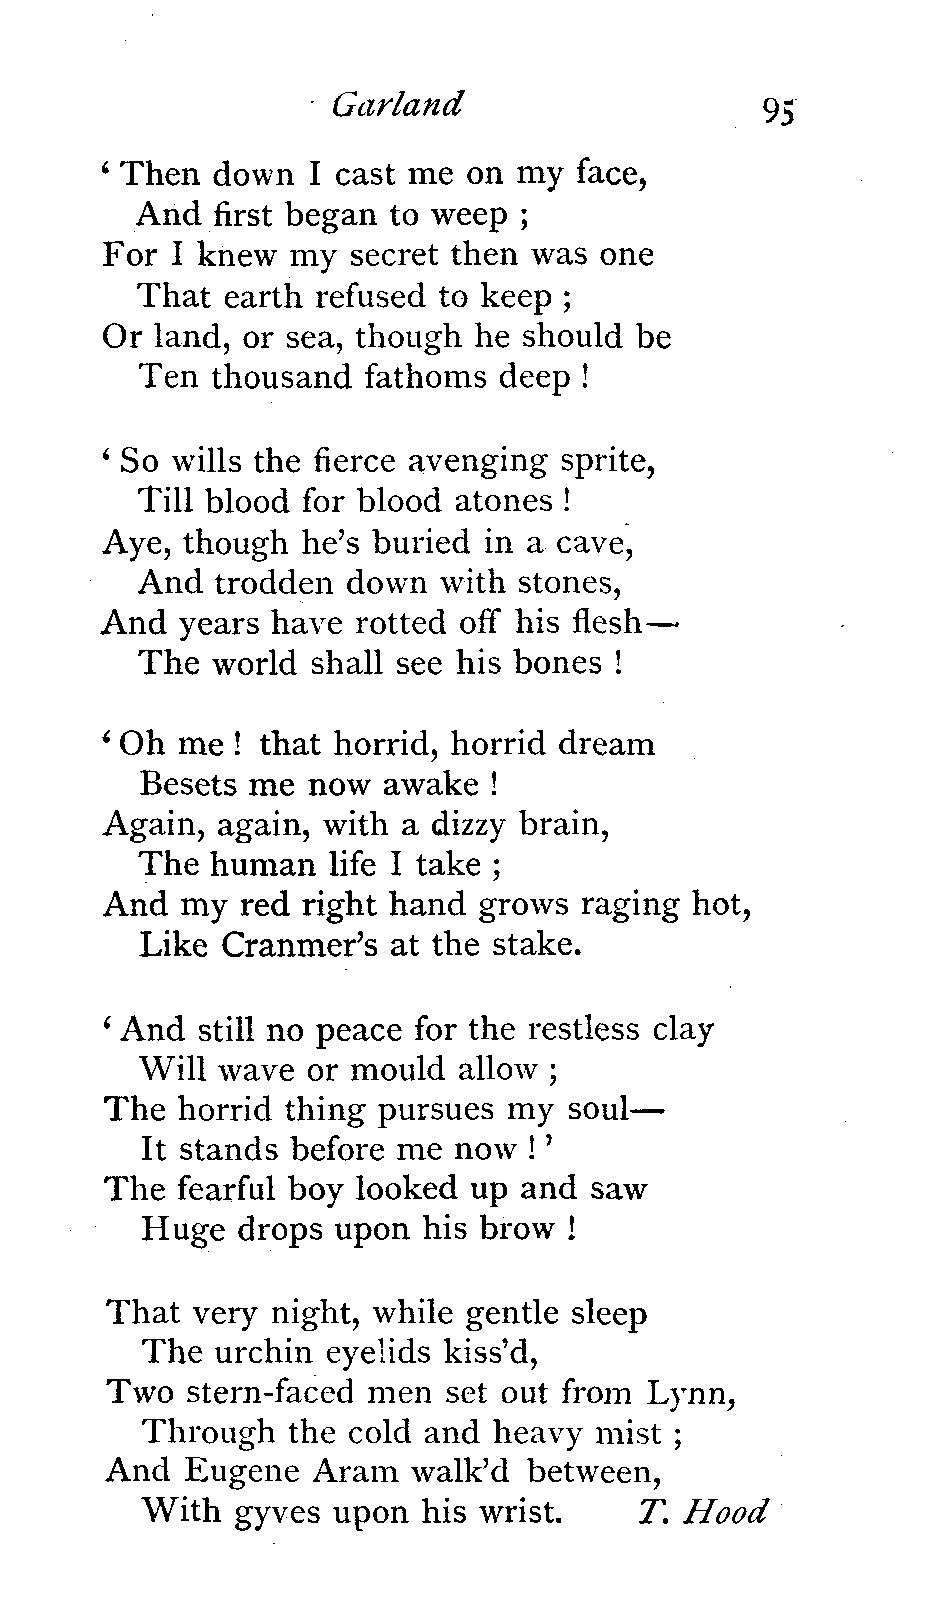 Garland 95
‘ Then down I cast me on my face,
And first began to weep ;
For I knew my secret then was one
That earth refused to keep ;
Or land, or sea, though he should be
Ten thousand fathoms deep !
‘ So wills the fierce avenging sprite,
Till blood for blood atones !
Aye, though he’s buried in a cave,
And trodden down with stones,
And years have rotted off his flesh—
The world shall see his bones !
‘ Oh me ! that horrid, horrid dream
Besets me now awake !
Again, again, with a dizzy brain,
The human life I take ;
And my red right hand grows raging hot,
Like Cranmer’s at the stake.
‘ And still no peace for the restless clay
Will wave or mould allow ;
The horrid thing pursues my soul—
It stands before me now ! ’
The fearful boy looked up and saw
Huge drops upon his brow !
That very night, while gentle sleep
The urchin eyelids kiss’d,
Two stern-faced men set out from Lynn,
Through the cold and heavy mist ;
And Eugene Aram walk’d between,
With gyves upon his wrist. T. Hood